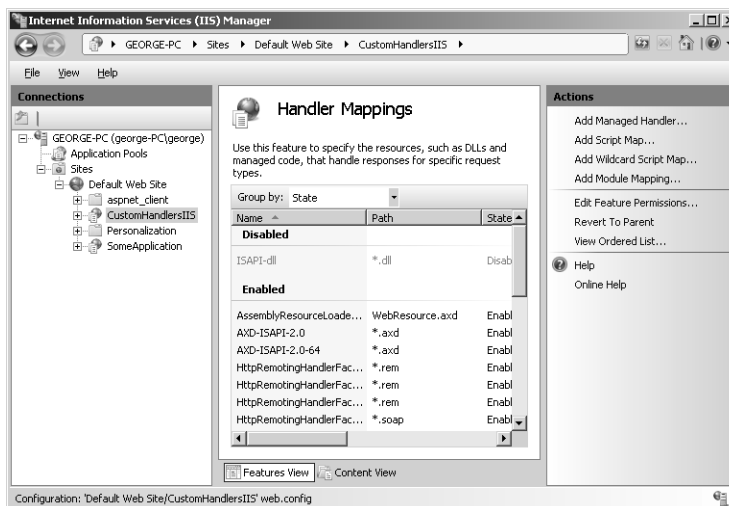 Internet Information Services (IIS) Manager
GEORGE-PC Sites Default Web Site CustomHandlersIIS
File View Help
Connections
GEORGE-PC (george-PC\george)
Application Pools
Sites
Default Web Site
aspnet_client
CustomHandlersIIS
Personalization
SomeApplication
Handler Mappings
Use this feature to specify the resources, such as DLLs and
managed code, that handle responses for specific request
types.
Group by: State
Name Path State
Disabled
ISAPI-dll *.dll Disab
Enabled
AssemblyResourceLoade... WebResource.axd Enabl
AXD-ISAPI-2.0 *.axd Enabl
AXD-ISAPI-2.0-64 *.axd Enabl
HttpRemotingHandlerFac... *.rem Enabl
HttpRemotingHandlerFac... *.rem Enabl
HttpRemotingHandlerFac... *.rem Enabl
HttpRemotingHandlerFac... *.soap Enabl
Features View Content View
Actions
Add Managed Handler...
Add Script Map...
Add Wildcard Script Map...
Add Module Mapping...
Edit Feature Permissions...
Revert To Parent
View Ordered List...
Help
Online Help
Configuration: 'Default Web Site/CustomHandlersIIS' web.config